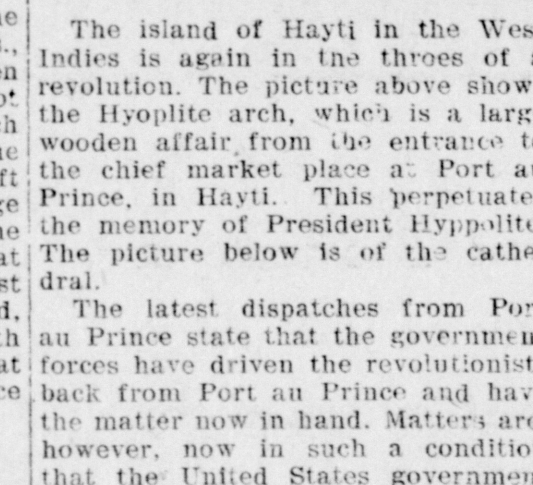 The island of Hayti in the Wes
Indies is again in tne throes of
revolution. The picture above show
the Hyoplite arch, which is a larg
wooden affair from the entrance t
the chief market place at Port a
Prince, in Hayti. This perpetuate
the memory of President Hyppolite
The picture below is of the cathe
dral.
The latest dispatches from Por
au Prince state that the governmen
forces have driven the revolutionist
back from Port au Prince and hav
the matter now in hand. Matters are
however, now in such a conditio
that the United States governmen